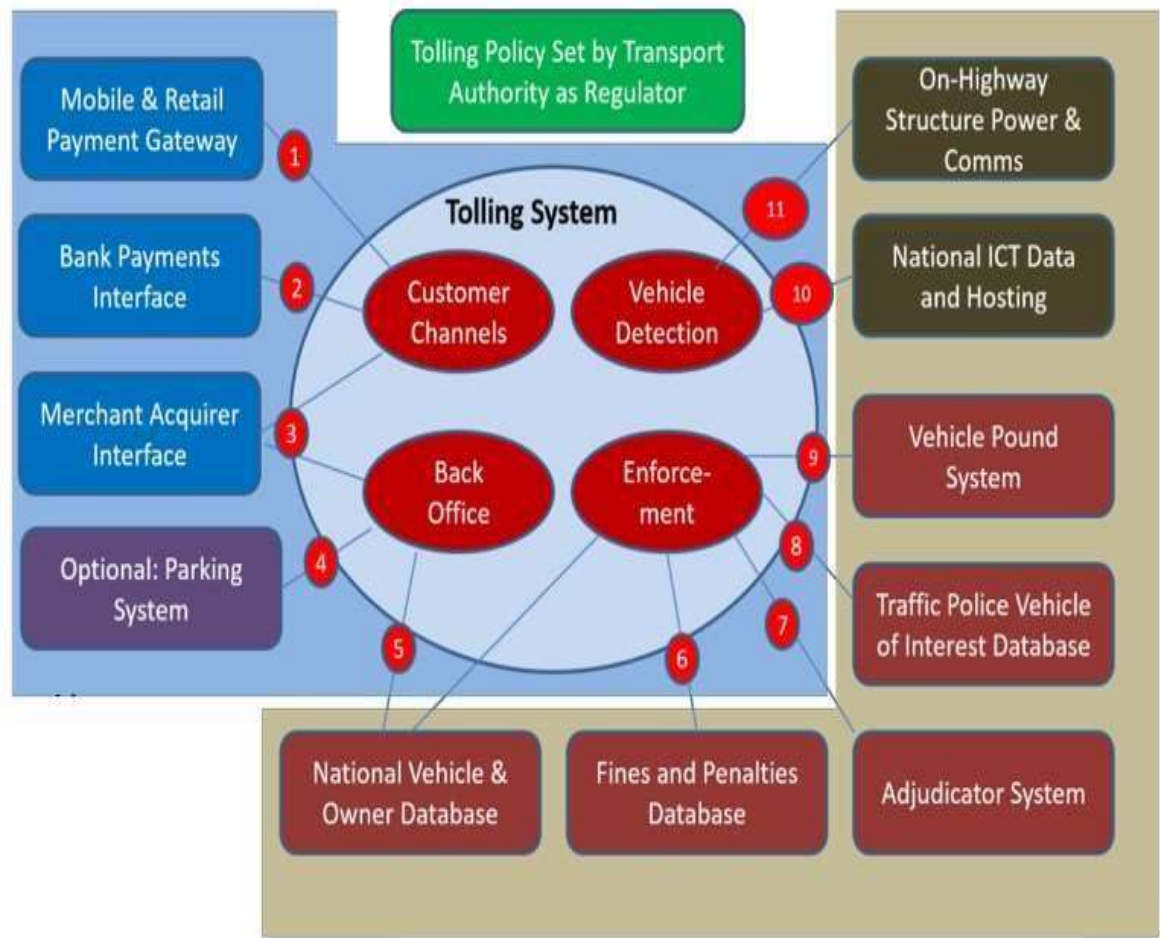 Tolling Policy Set by Transport
Authority as Regulator
Mobile & Retail
Payment Gateway
1
Bank Payments
Interface
2
Merchant Acquirer
Interface
3
Optional: Parking
System
4
Tolling System
Customer
Channels
Vehicle
Detection
Back
Office
Enforce-
ment
11
On-Highway
Structure Power &
Comms
10
National ICT Data
and Hosting
9
Vehicle Pound
System
8
Traffic Police Vehicle
of Interest Database
7
5
6
National Vehicle &
Owner Database
Fines and Penalties
Database
Adjudicator System